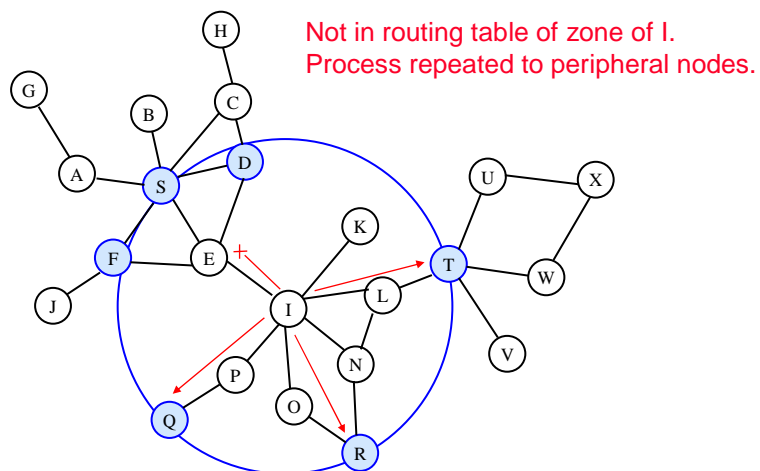 H
Not in routing table of zone of I.
Process repeated to peripheral nodes.
G
C
B
D
A
S
U
X
K
F
E
T
W
L
J
I
V
N
P
O
Q
R